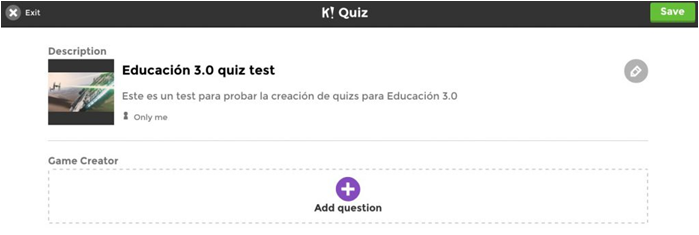 Exit
K! Quiz
Save
Description
Educación 3.0 quiz test
Este es un test para probar la creación de quizs para Educación 3.0
Only me
Game Creator
Add question